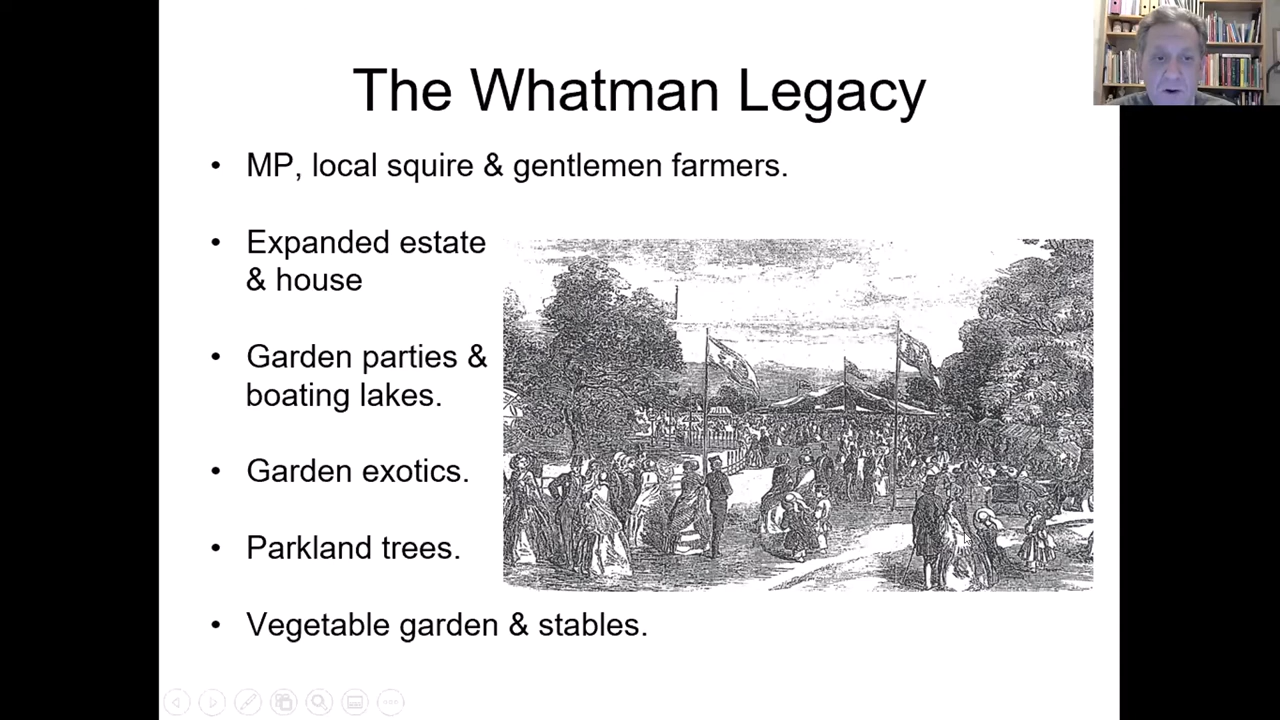 The Whatman Legacy
• MP, local squire & gentlemen farmers.
• Expanded estate
& house
• Garden parties &
boating lakes.
• Garden exotics.
• Parkland trees.
• Vegetable garden & stables.